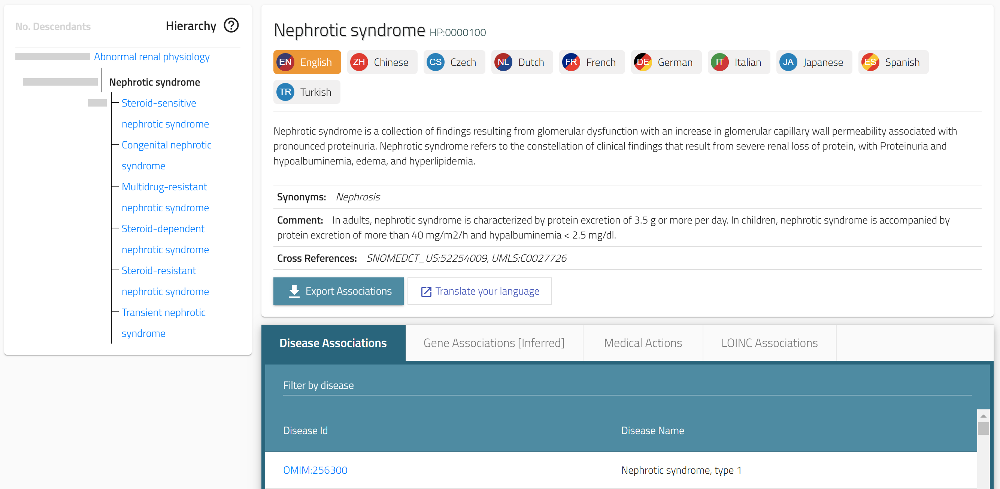 No. Descendants
Hierarchy ?
Abnormal renal physiology
Nephrotic syndrome
Steroid-sensitive
nephrotic syndrome
Congenital nephrotic
syndrome
Multidrug-resistant
nephrotic syndrome
Steroid-dependent
nephrotic syndrome
Steroid-resistant
nephrotic syndrome
Transient nephrotic
syndrome
Nephrotic syndrome HP:0000100
EN English ZH Chinese CS Czech NL Dutch FR French DE German IT Italian JA Japanese ES Spanish
TR Turkish
Nephrotic syndrome is a collection of findings resulting from glomerular dysfunction with an increase in glomerular capillary wall permeability associated with
pronounced proteinuria. Nephrotic syndrome refers to the constellation of clinical findings that result from severe renal loss of protein, with Proteinuria and
hypoalbuminemia, edema, and hyperlipidemia.
Synonyms: Nephrosis
Comment: In adults, nephrotic syndrome is characterized by protein excretion of 3.5 g or more per day. In children, nephrotic syndrome is accompanied by
protein excretion of more than 40 mg/m2/h and hypalbuminemia < 2.5 mg/dl.
Cross References: SNOMEDCT_US:52254009, UMLS:C0027726
Export Associations Translate your language
Disease Associations Gene Associations [Inferred] Medical Actions LOINC Associations
Filter by disease
Disease Id Disease Name
OMIM:256300 Nephrotic syndrome, type 1